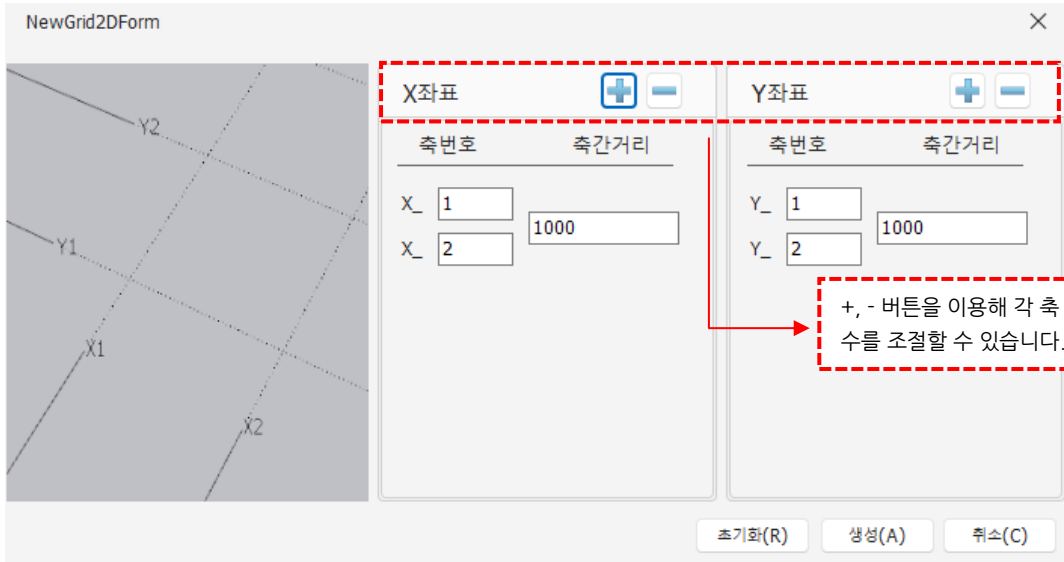 NewGrid2DForm
Y2
Y1
X1
X2
X좌표
축번호 축간거리
X_ 1
1000
X_ 2
Y좌표
축번호 축간거리
Y_ 1
1000
Y_ 2
+, - 버튼을 이용해 각 축
수를 조절할 수 있습니다.
초기화(R) 생성(A) 취소(C)